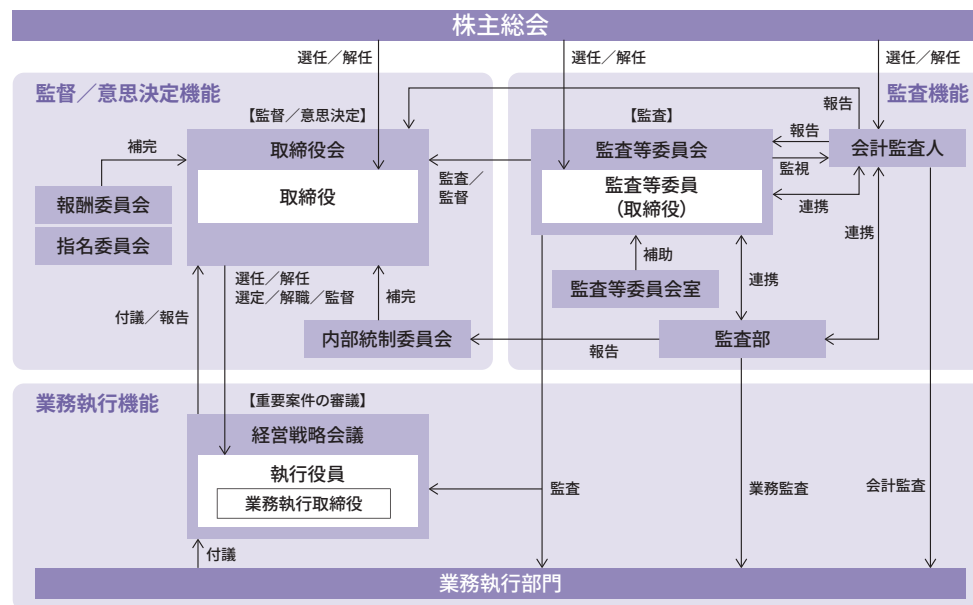 株主総会
選任／解任
選任／解任
選任／解任
監督／意思決定機能
監査機能
【監督／意思決定】
【監査】
報告
取締役会
監査等委員会
報告
会計監査人
補完
監査／
監督
監視
取締役
監査等委員
（取締役）
報酬委員会
連携
指名委員会
連携
補助
選任／解任
選定／解職／監督
補完
監査等委員会室
連携
付議／報告
内部統制委員会
報告
監査部
業務執行機能
【重要案件の審議】
経営戦略会議
執行役員
業務執行取締役
監査
業務監査
会計監査
付議
業務執行部門